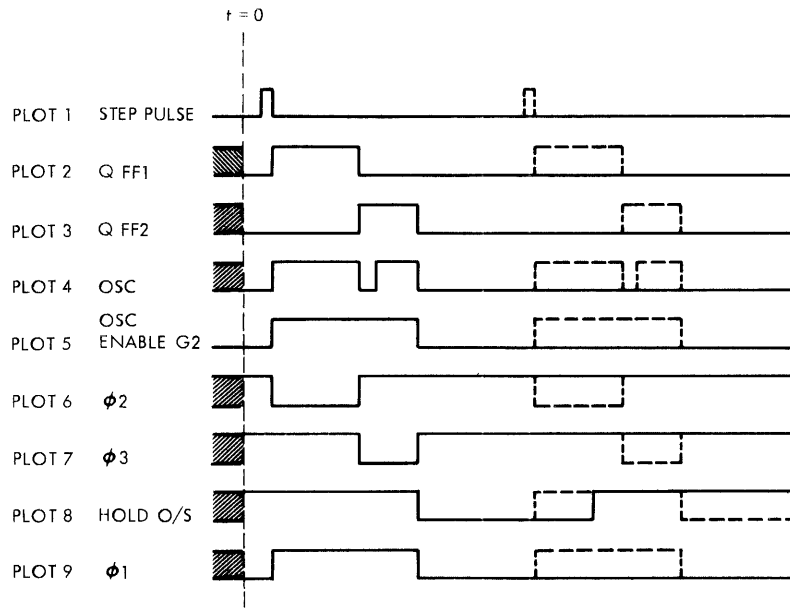 t = 0
PLOT 1 STEP PULSE
PLOT 2 Q FF1
PLOT 3 Q FF2
PLOT 4 OSC
PLOT 5 OSC ENABLE G2
PLOT 6 ϕ2
PLOT 7 ϕ3
PLOT 8 HOLD O/S
PLOT 9 ϕ1